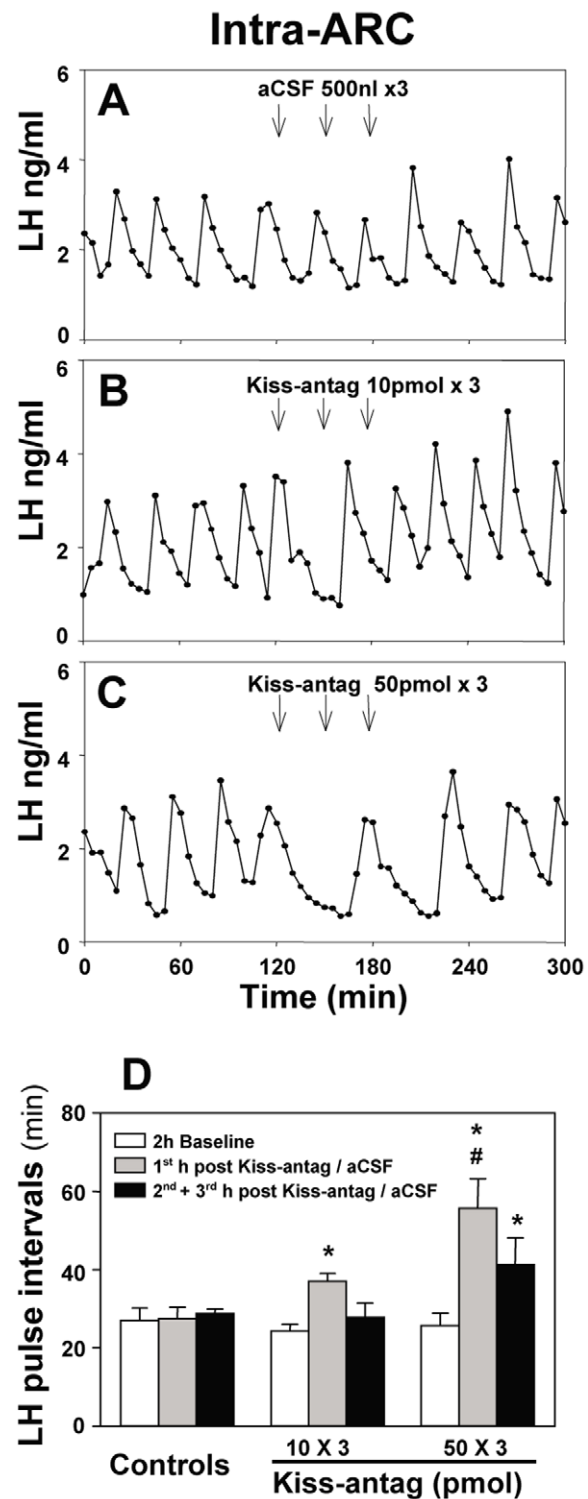 Intra-ARC
A
aCSF 500nl x3
LH ng/ml
6
4
2
0
B
Kiss-antag 10pmol x 3
LH ng/ml
6
4
2
0
C
Kiss-antag 50pmol x 3
LH ng/ml
6
4
2
0
0 60 120 180 240 300
Time (min)
D
LH pulse intervals (min)
80
60
40
20
0
2h Baseline
1st h post Kiss-antag / aCSF
2nd + 3rd h post Kiss-antag / aCSF
*
*
#
*
Controls
10 X 3 50 X 3
Kiss-antag (pmol)